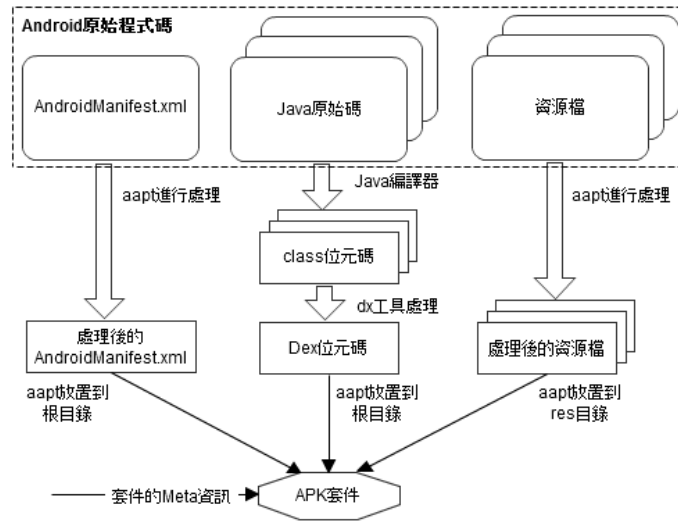 Android原始程式碼
AndroidManifest.xml
Java原始碼
資源檔
aapt進行處理
Java編譯器
aapt進行處理
class位元碼
dx工具處理
處理後的
AndroidManifest.xml
Dex位元碼
處理後的資源檔
aapt放置到
根目錄
aapt放置到
根目錄
aapt放置到
res目錄
套件的Meta資訊
APK套件